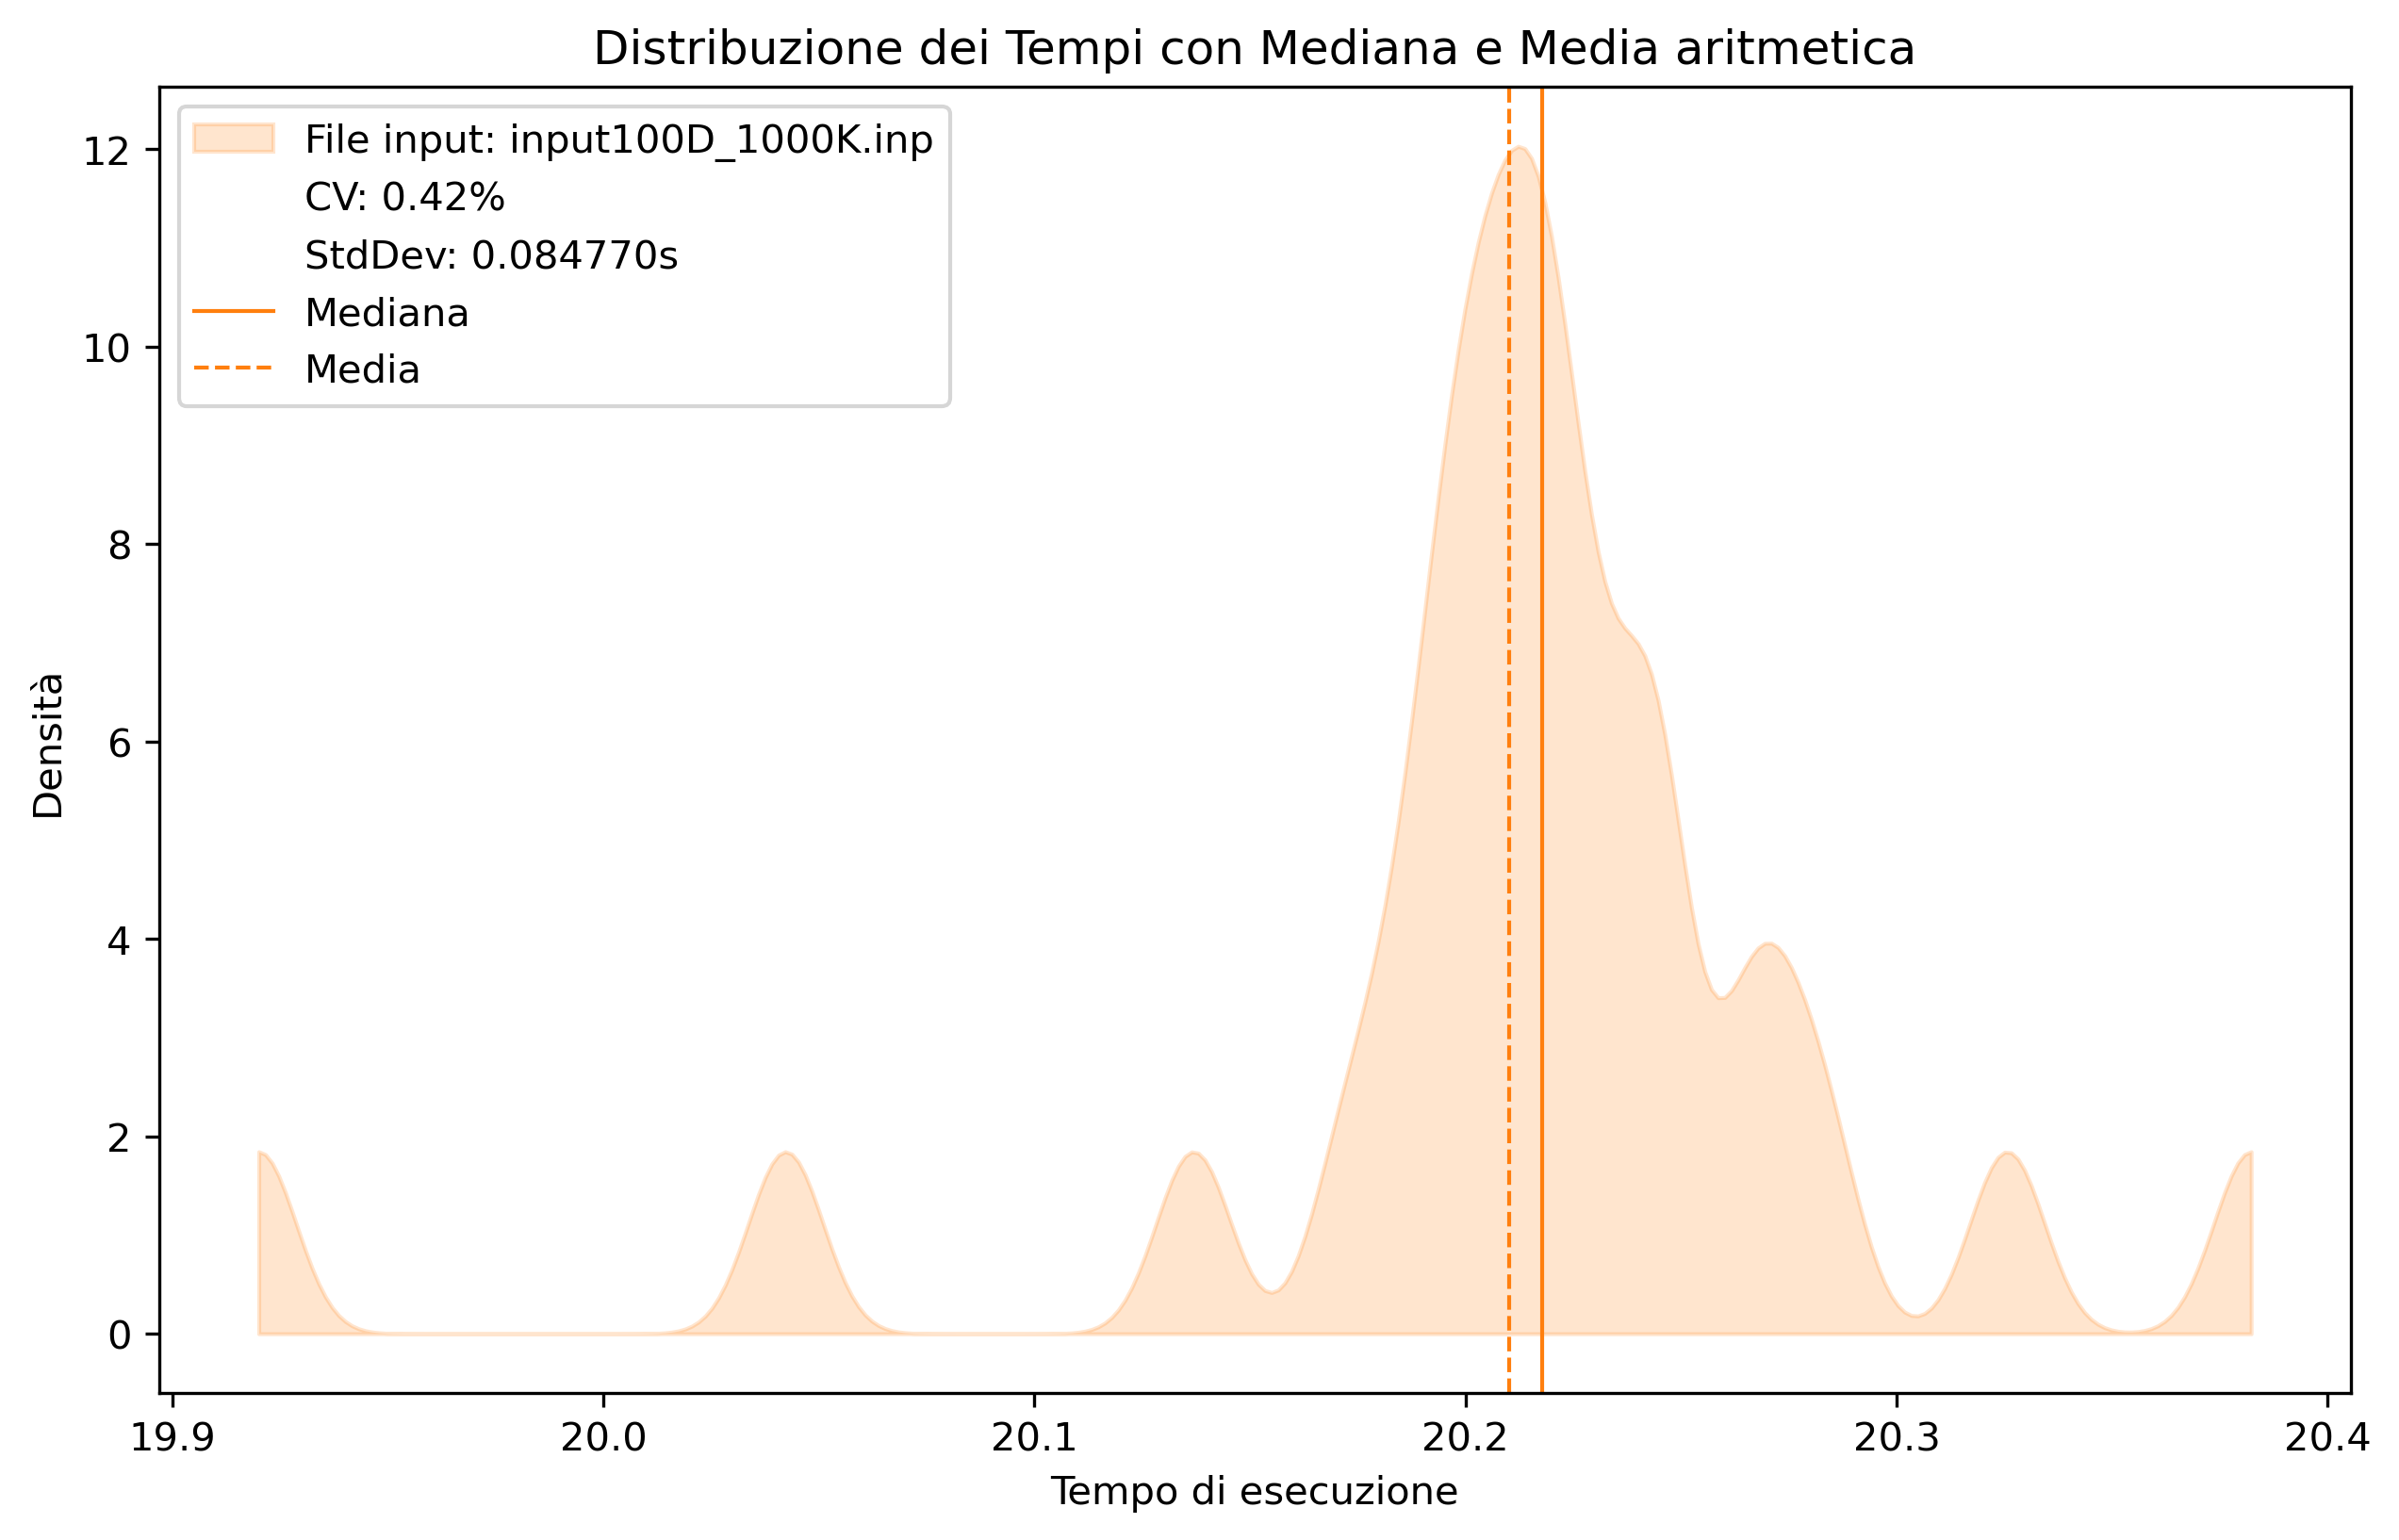 Distribuzione dei Tempi con Mediana e Media aritmetica
File input: input100D_1000K.inp
CV: 0.42%
StdDev: 0.084770s
Mediana
Media
Densità
12
10
8
6
4
2
0
19.9 20.0 20.1 20.2 20.3 20.4
Tempo di esecuzione